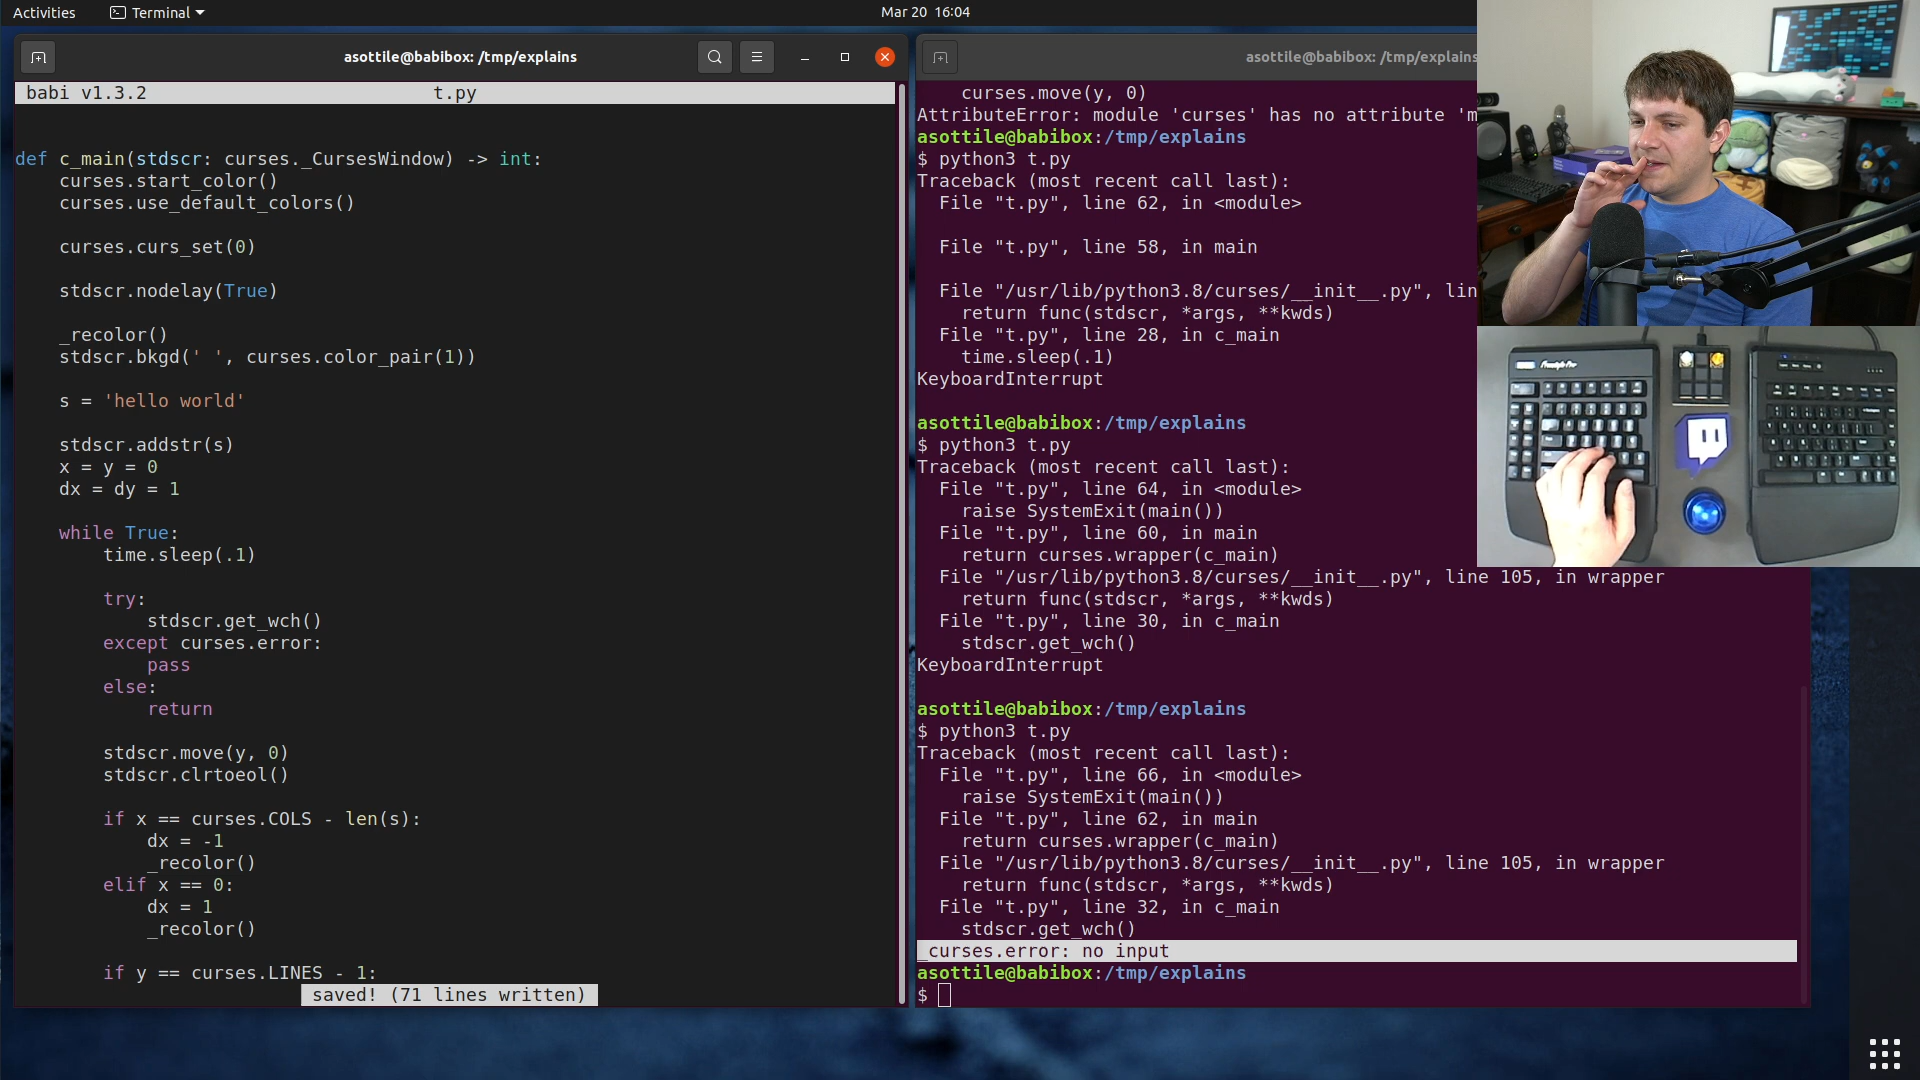 Activities
Terminal
Mar 20 16:04
asottile@babibox: /tmp/explains
babi v1.3.2 t.py
def c_main(stdscr: curses._CursesWindow) -> int:
    curses.start_color()
    curses.use_default_colors()
    curses.curs_set(0)
    stdscr.nodelay(True)
    _recolor()
    stdscr.bkgd(' ', curses.color_pair(1))
    s = 'hello world'
    stdscr.addstr(s)
    x = y = 0
    dx = dy = 1
    while True:
        time.sleep(.1)
        try:
            stdscr.get_wch()
        except curses.error:
            pass
        else:
            return
        stdscr.move(y, 0)
        stdscr.clrtoeol()
        if x == curses.COLS - len(s):
            dx = -1
            _recolor()
        elif x == 0:
            dx = 1
            _recolor()
        if y == curses.LINES - 1:
saved! (71 lines written)
asottile@babibox: /tmp/explains
    curses.move(y, 0)
AttributeError: module 'curses' has no attribute 'm
asottile@babibox:/tmp/explains
$ python3 t.py
Traceback (most recent call last):
  File "t.py", line 62, in <module>
  File "t.py", line 58, in main
  File "/usr/lib/python3.8/curses/__init__.py", lin
    return func(stdscr, *args, **kwds)
  File "t.py", line 28, in c_main
    time.sleep(.1)
KeyboardInterrupt
asottile@babibox:/tmp/explains
$ python3 t.py
Traceback (most recent call last):
  File "t.py", line 64, in <module>
    raise SystemExit(main())
  File "t.py", line 60, in main
    return curses.wrapper(c_main)
  File "/usr/lib/python3.8/curses/__init__.py", line 105, in wrapper
    return func(stdscr, *args, **kwds)
  File "t.py", line 30, in c_main
    stdscr.get_wch()
KeyboardInterrupt
asottile@babibox:/tmp/explains
$ python3 t.py
Traceback (most recent call last):
  File "t.py", line 66, in <module>
    raise SystemExit(main())
  File "t.py", line 62, in main
    return curses.wrapper(c_main)
  File "/usr/lib/python3.8/curses/__init__.py", line 105, in wrapper
    return func(stdscr, *args, **kwds)
  File "t.py", line 32, in c_main
    stdscr.get_wch()
_curses.error: no input
asottile@babibox:/tmp/explains
$
Freestyle Pro